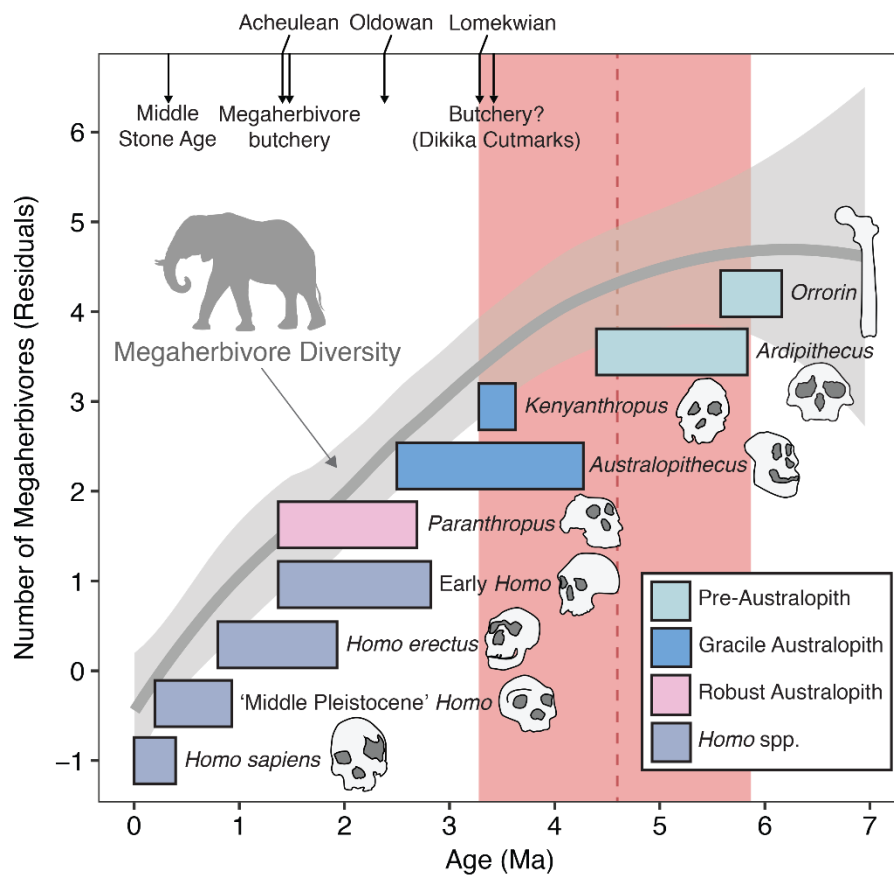 Acheulean Oldowan Lomekwian
Middle
Stone Age
Megaherbivore
butchery
Butchery?
(Dikika Cutmarks)
Number of Megaherbivores (Residuals)
6
5
4
3
2
1
0
−1
Megaherbivore Diversity
Orrorin
Ardipithecus
Kenyanthropus
Australopithecus
Paranthropus
Early Homo
Homo erectus
‘Middle Pleistocene’ Homo
Homo sapiens
Pre-Australopith
Gracile Australopith
Robust Australopith
Homo spp.
0 1 2 3 4 5 6 7
Age (Ma)